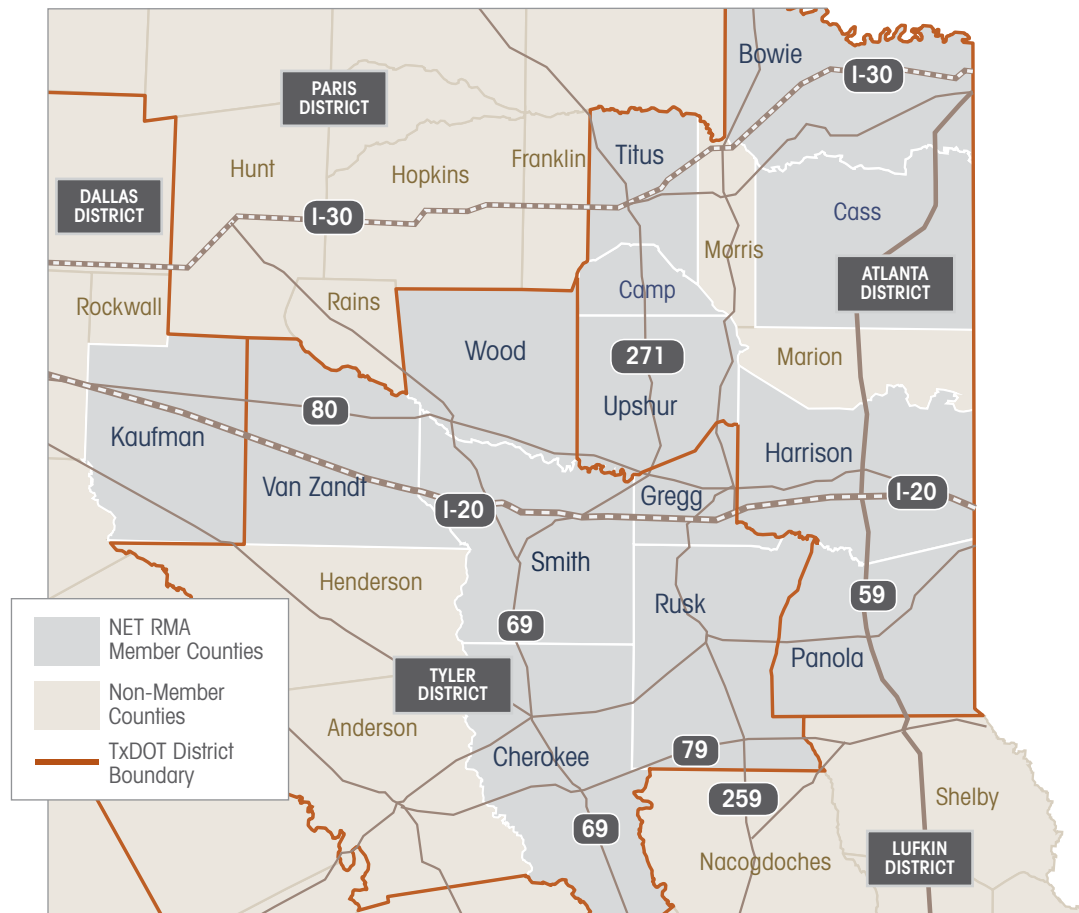 Bowie
I-30
PARIS
DISTRICT
Titus
Franklin
Hunt
Hopkins
DALLAS
DISTRICT
I-30
Cass
Morris
ATLANTA
DISTRICT
Camp
Rains
Rockwall
Wood
271
Marion
Upshur
80
Kaufman
Harrison
Van Zandt
I-20
Gregg
I-20
Smith
Henderson
59
Rusk
69
NET RMA
Member Counties
Panola
TYLER
DISTRICT
Non-Member
Counties
Anderson
TxDOT District
Boundary
Cherokee
79
259
Shelby
69
Nacogdoches
LUFKIN
DISTRICT